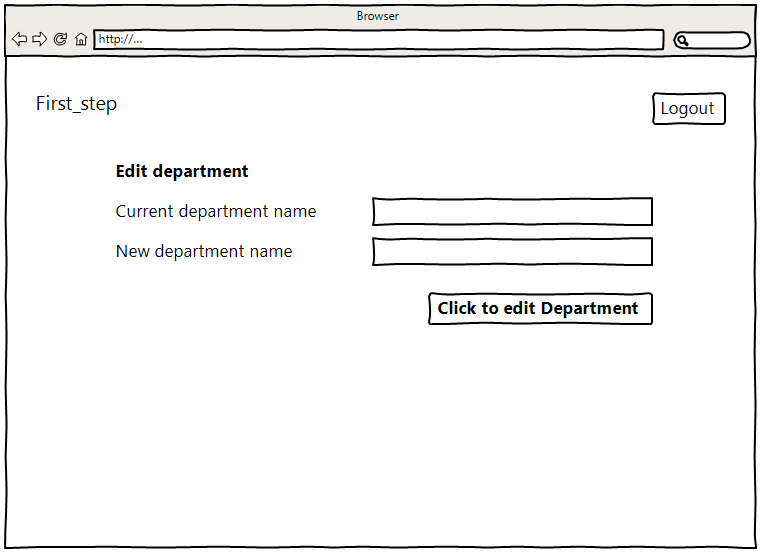 Browser
http://...
First_step
Logout
Edit department
Current department name
New department name
Click to edit Department